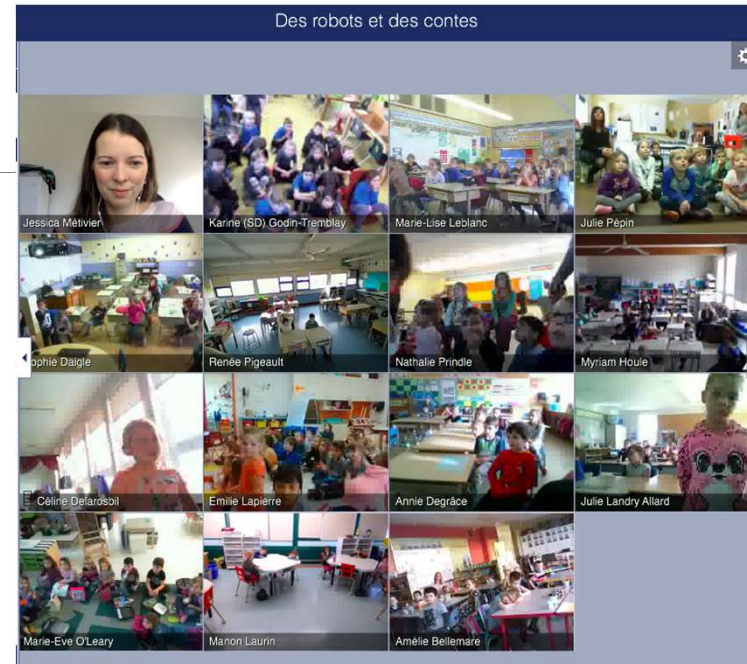 Des robots et des contes
Jessica Métivier
Karine (SD) Godin-Tremblay
Marie-Lise Leblanc
Julie Pépin
ophie Daigle
Renée Pigeault
Nathalie Prindle
Myriam Houle
Céline Delarosbil
Emilie Lapierre
Annie Degrâce
Julie Landry Allard
Marie-Eve O'Leary
Manon Laurin
Amélie Bellemare